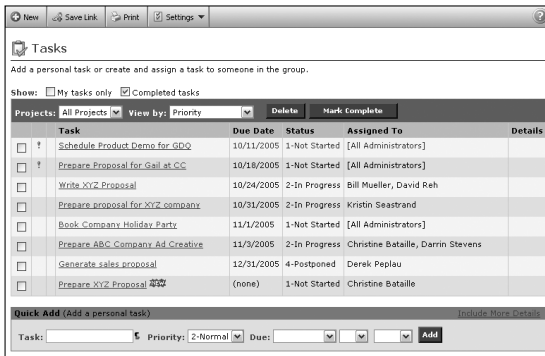 New Save Link Print Settings
Tasks
Add a personal task or create and assign a task to someone in the group.
Show: My tasks only Completed tasks
Projects: All Projects View by: Priority Delete Mark Complete
Task Due Date Status Assigned To Details
! Schedule Product Demo for GDQ 10/11/2005 1-Not Started [All Administrators]
! Prepare Proposal for Gail at CC 10/18/2005 1-Not Started [All Administrators]
Write XYZ Proposal 10/24/2005 2-In Progress Bill Mueller, David Reh
Prepare proposal for XYZ company 10/31/2005 2-In Progress Kristin Seastrand
Book Company Holiday Party 11/1/2005 1-Not Started [All Administrators]
Prepare ABC Company Ad Creative 11/3/2005 2-In Progress Christine Bataille, Darrin Stevens
Generate sales proposal 12/31/2005 4-Postponed Derek Peplau
Prepare XYZ Proposal (none) 1-Not Started Christine Bataille
Quick Add (Add a personal task) Include More Details
Task: Priority: 2-Normal Due: Add